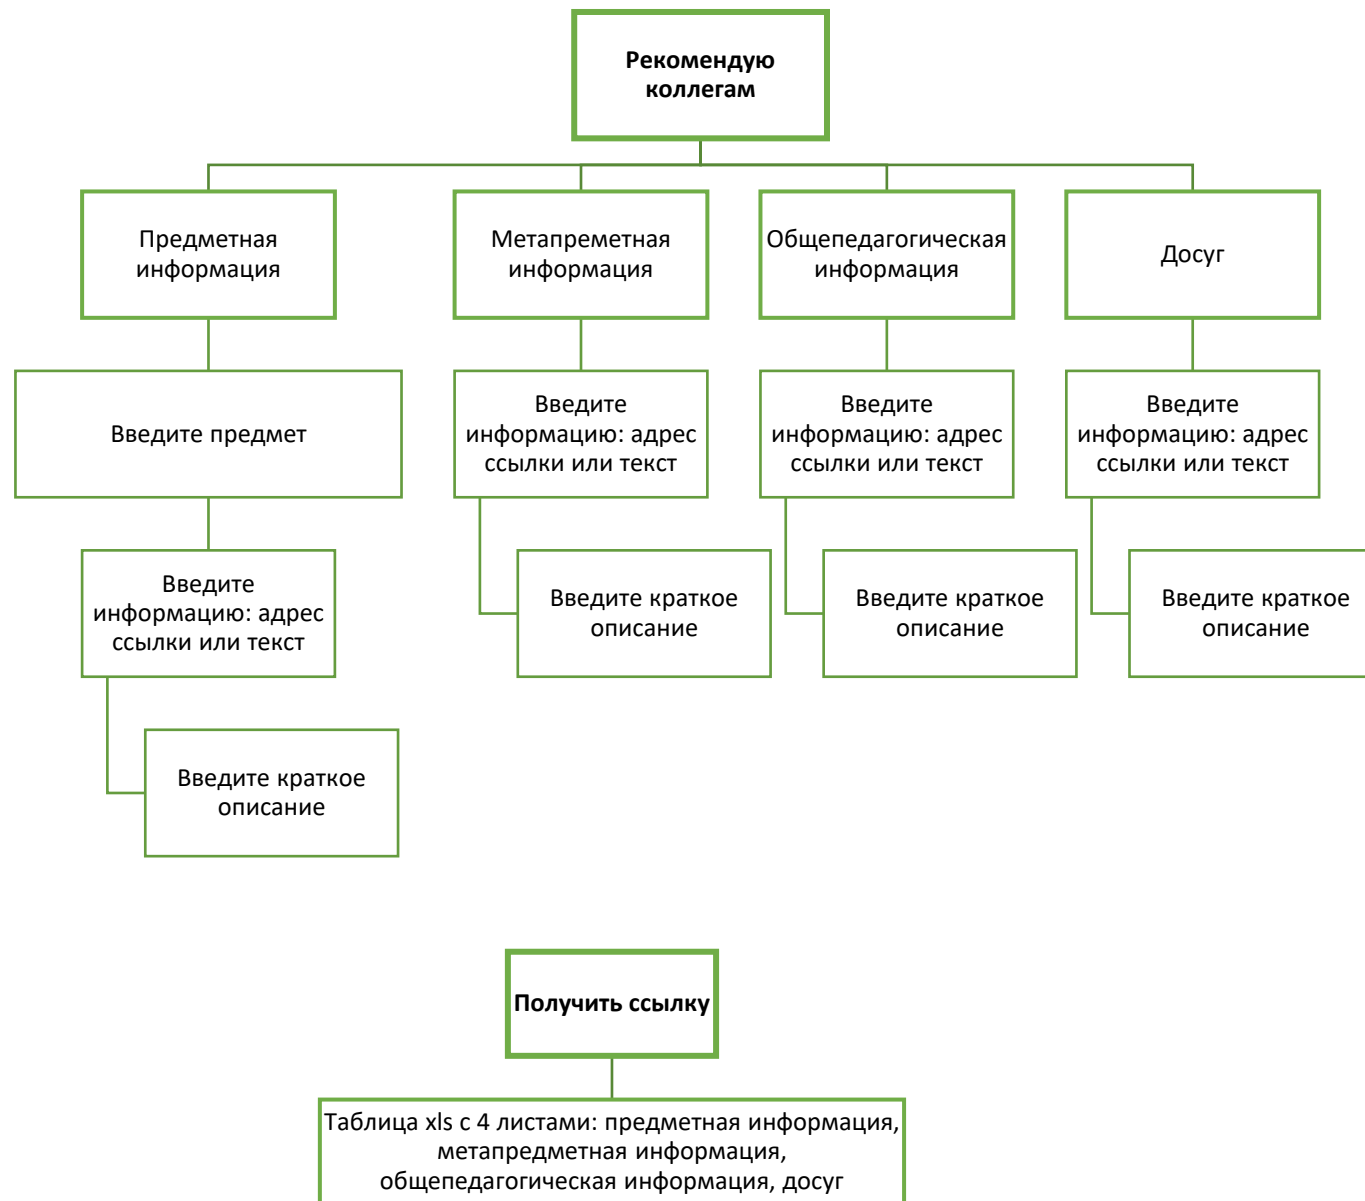 Рекомендую
коллегам
Предметная
информация
Метапреметная
информация
Общепедагогическая
информация
Досуг
Введите предмет
Введите
информацию: адрес
ссылки или текст
Введите
информацию: адрес
ссылки или текст
Введите
информацию: адрес
ссылки или текст
Введите
информацию: адрес
ссылки или текст
Введите краткое
описание
Введите краткое
описание
Введите краткое
описание
Введите краткое
описание
Получить ссылку
Таблица xls с 4 листами: предметная информация,
метапредметная информация,
общепедагогическая информация, досуг